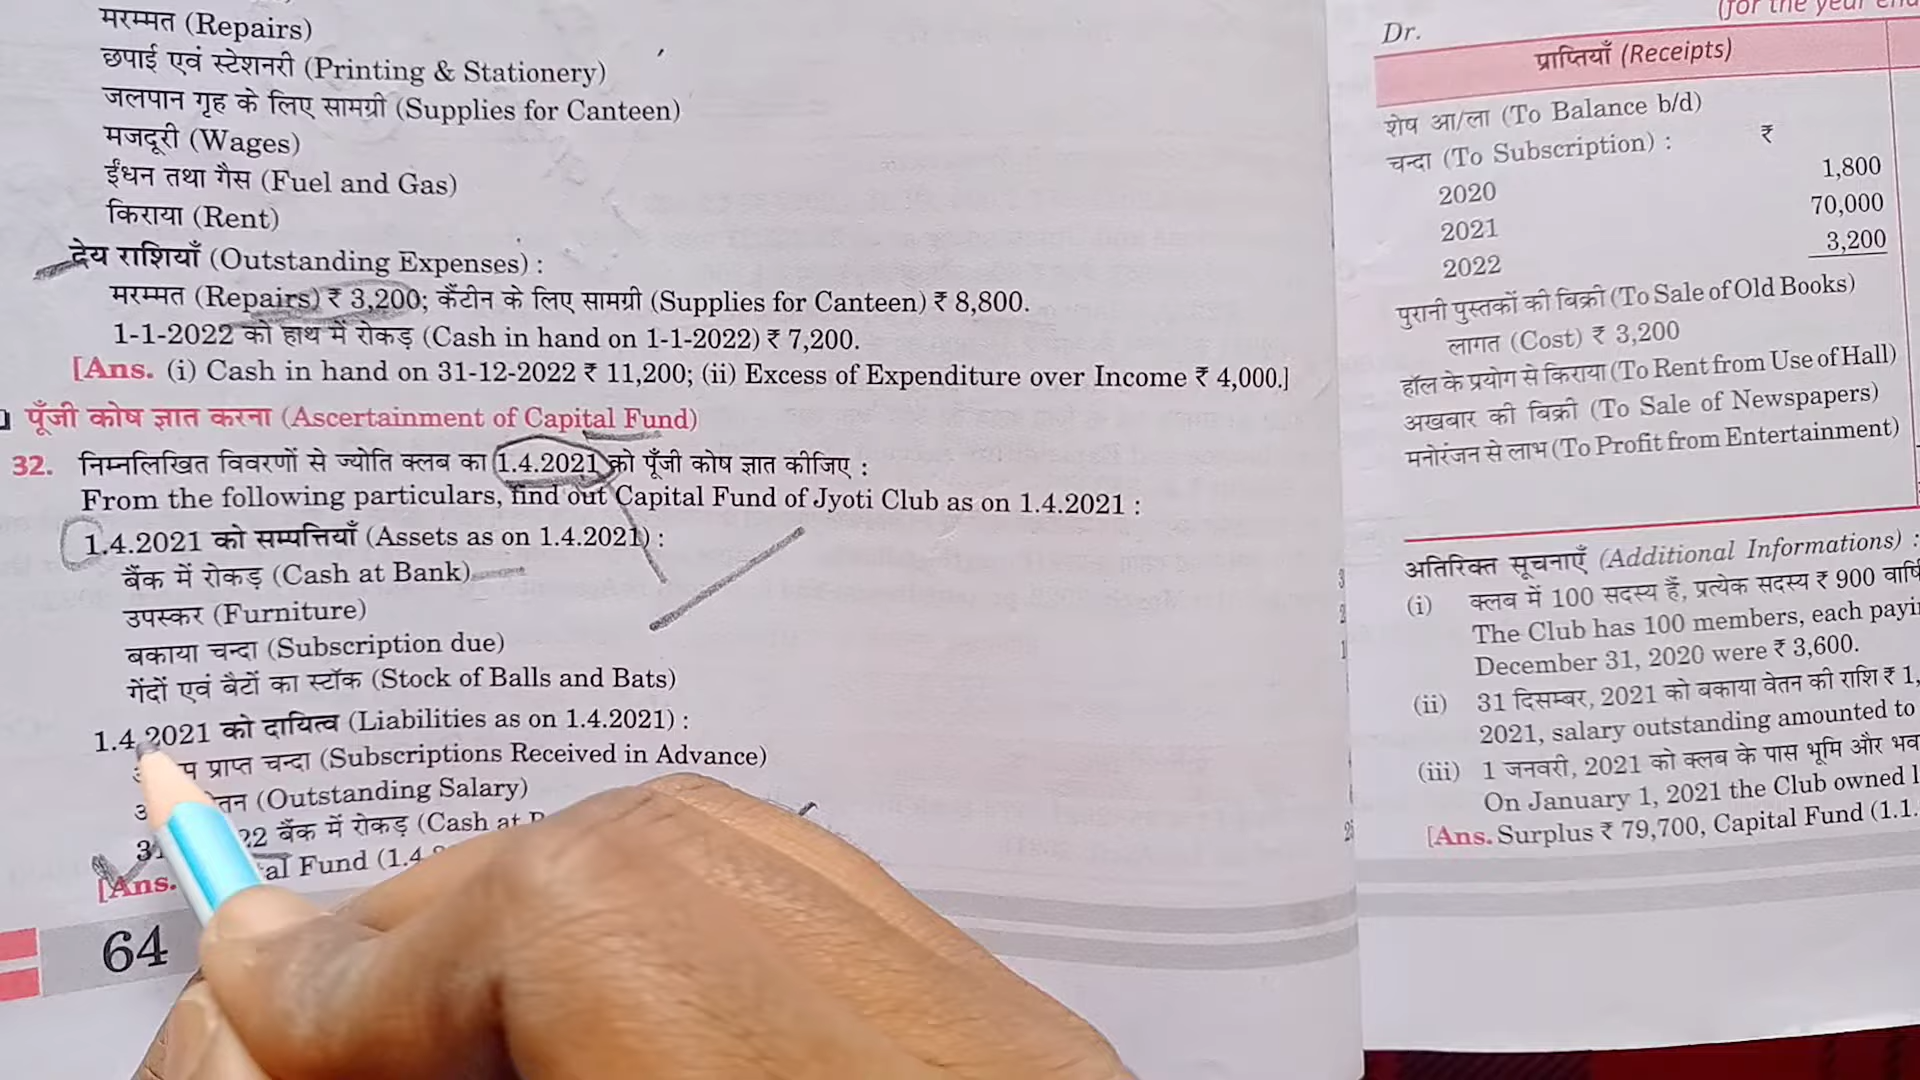 मरम्मत (Repairs)
छपाई एवं स्टेशनरी (Printing & Stationery)
जलपान गृह के लिए सामग्री (Supplies for Canteen)
मजदूरी (Wages)
ईंधन तथा गैस (Fuel and Gas)
किराया (Rent)
देय राशियाँ (Outstanding Expenses) :
मरम्मत (Repairs) ₹ 3,200; कैंटीन के लिए सामग्री (Supplies for Canteen) ₹ 8,800.
1-1-2022 को हाथ में रोकड़ (Cash in hand on 1-1-2022) ₹ 7,200.
[Ans. (i) Cash in hand on 31-12-2022 ₹ 11,200; (ii) Excess of Expenditure over Income ₹ 4,000.]
पूँजी कोष ज्ञात करना (Ascertainment of Capital Fund)
32. निम्नलिखित विवरणों से ज्योति क्लब का 1.4.2021 को पूँजी कोष ज्ञात कीजिए :
From the following particulars, find out Capital Fund of Jyoti Club as on 1.4.2021 :
1.4.2021 को सम्पत्तियाँ (Assets as on 1.4.2021) :
बैंक में रोकड़ (Cash at Bank)
उपस्कर (Furniture)
बकाया चन्दा (Subscription due)
गेंदों एवं बैटों का स्टॉक (Stock of Balls and Bats)
1.4.2021 को दायित्व (Liabilities as on 1.4.2021) :
प्राप्त चन्दा (Subscriptions Received in Advance)
(Outstanding Salary)
22 बैंक में रोकड़ (Cash at
[Ans. Fund (1.4
64
(for the year
Dr.
प्राप्तियाँ (Receipts)
शेष आ/ला (To Balance b/d)
चन्दा (To Subscription) : ₹
2020 1,800
2021 70,000
2022 3,200
पुरानी पुस्तकों की बिक्री (To Sale of Old Books)
लागत (Cost) ₹ 3,200
हॉल के प्रयोग से किराया (To Rent from Use of Hall)
अखबार की बिक्री (To Sale of Newspapers)
मनोरंजन से लाभ (To Profit from Entertainment)
अतिरिक्त सूचनाएँ (Additional Informations) :
(i) क्लब में 100 सदस्य हैं, प्रत्येक सदस्य ₹ 900
The Club has 100 members, each
December 31, 2020 were ₹ 3,600.
(ii) 31 दिसम्बर, 2021 को बकाया वेतन की राशि ₹ 1,
2021, salary outstanding amounted to
(iii) 1 जनवरी, 2021 को क्लब के पास भूमि और
On January 1, 2021 the Club owned
[Ans. Surplus ₹ 79,700, Capital Fund (1.1.